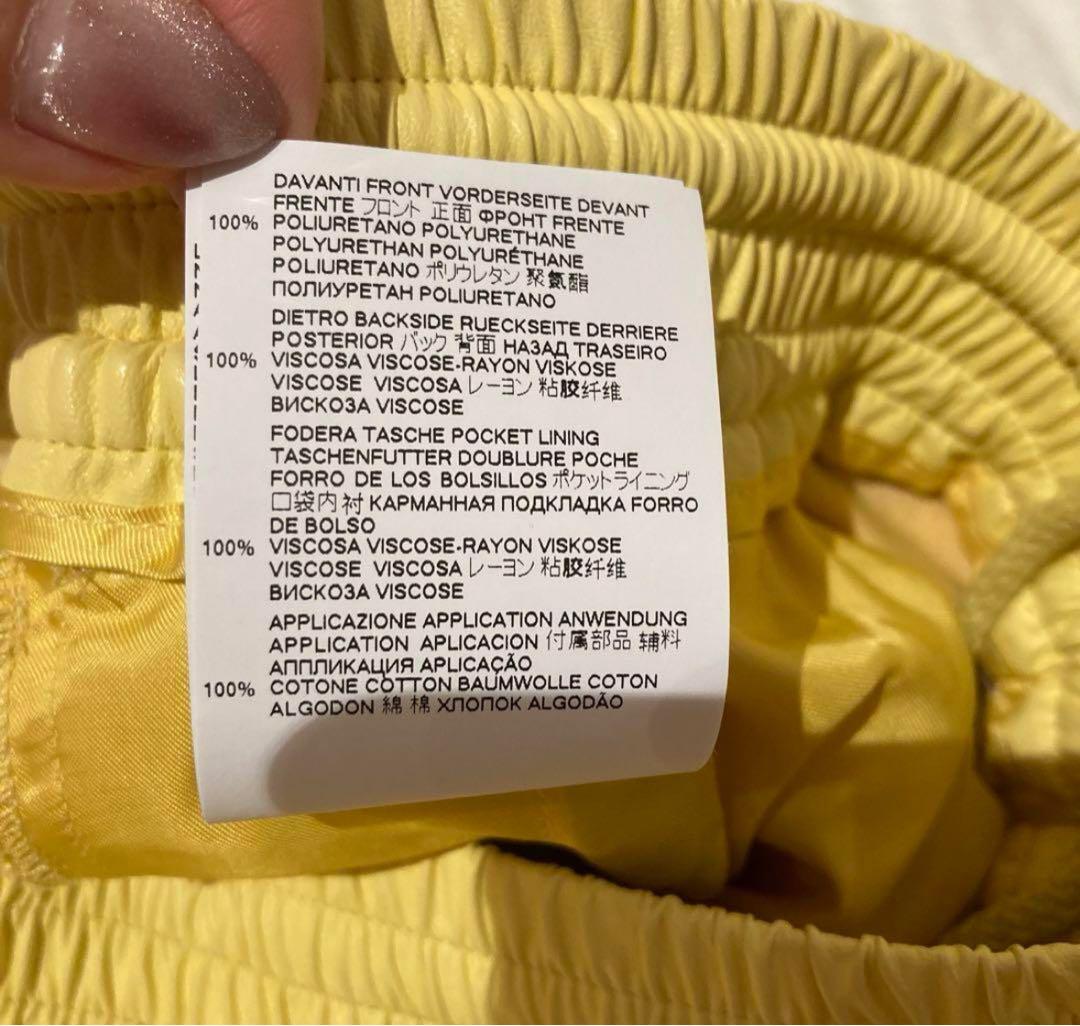 DAVANTI FRONT VORDERSEITE DEVANT
FRENTE フロント 正面 ФРОНТ FRENTE
100% POLIURETANO POLYURETHANE
POLYURETHAN POLYURÉTHANE
POLIURETANO ポリウレタン 聚氨酯
ПОЛИУРЕТАН POLIURETANO
DIETRO BACKSIDE RUECKSEITE DERRIERE
POSTERIOR バック 背面 НАЗАД TRASEIRO
100% VISCOSA VISCOSE-RAYON VISKOSE
VISCOSE VISCOSA レーヨン 粘胶纤维
ВИСКОЗА VISCOSE
FODERA TASCHE POCKET LINING
TASCHENFUTTER DOUBLURE POCHE
FORRO DE LOS BOLSILLOS ポケットライニング
口袋内衬 КАРМАННАЯ ПОДКЛАДКА FORRO
DE BOLSO
100% VISCOSA VISCOSE-RAYON VISKOSE
VISCOSE VISCOSA レーヨン 粘胶纤维
ВИСКОЗА VISCOSE
APPLICAZIONE APPLICATION ANWENDUNG
APPLICATION APLICACION 付属部品 辅料
АППЛИКАЦИЯ APLICAÇÃO
100% COTONE COTTON BAUMWOLLE COTON
ALGODON 綿 棉 ХЛОПОК ALGODÃO